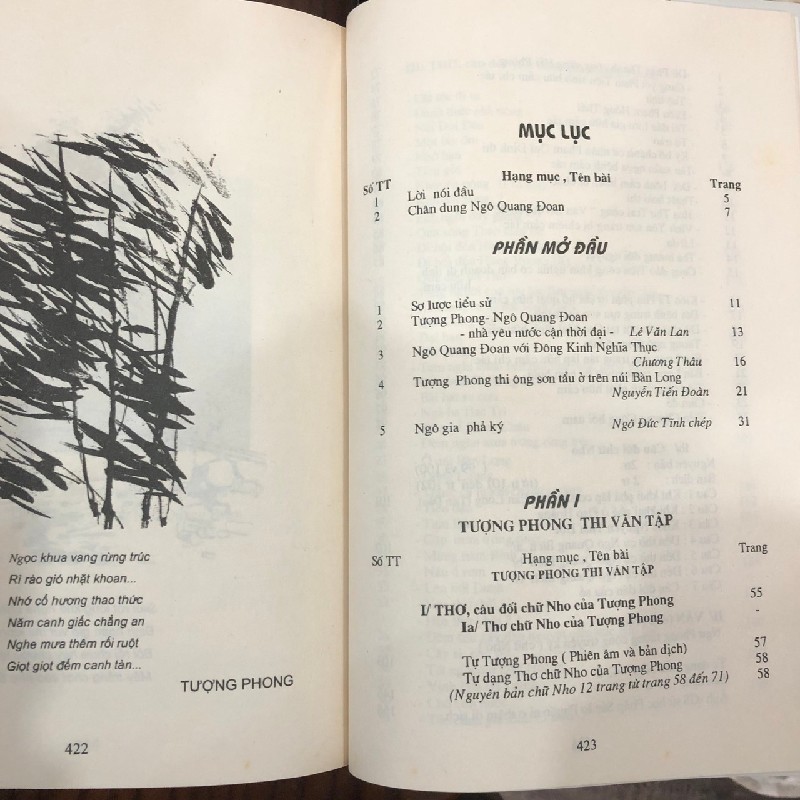 Ngọc khua vang rừng trúc
Rì rào gió nhặt khoan...
Nhớ cố hương thao thức
Năm canh giấc chẳng an
Nghe mưa thêm rối ruột
Giọt giọt đếm canh tàn...
TƯỢNG PHONG
422
MỤC LỤC
Số TT Hạng mục , Tên bài Trang
1 Lời nói đầu 5
2 Chân dung Ngô Quang Đoan 7
PHẦN MỞ ĐẦU
1 Sơ lược tiểu sử 11
2 Tượng Phong- Ngô Quang Đoan
- nhà yêu nước cận thời đại - Lê Văn Lan 13
3 Ngô Quang Đoan với Đông Kinh Nghĩa Thục
Chương Thâu 16
4 Tượng Phong thi ông sơn tẩu ở trên núi Bàn Long
Nguyễn Tiến Đoàn 21
5 Ngô gia phả ký Ngô Đức Tĩnh chép 31
PHẦN I
TƯỢNG PHONG THI VĂN TẬP
Số TT Hạng mục , Tên bài Trang
TƯỢNG PHONG THI VĂN TẬP
I/ THƠ, câu đối chữ Nho của Tượng Phong 55
Ia/ Thơ chữ Nho của Tượng Phong -
Tự Tượng Phong ( Phiên âm và bản dịch) 57
Tự dạng Thơ chữ Nho của Tượng Phong 58
(Nguyên bản chữ Nho 12 trang từ trang 58 đến 71) 58
423